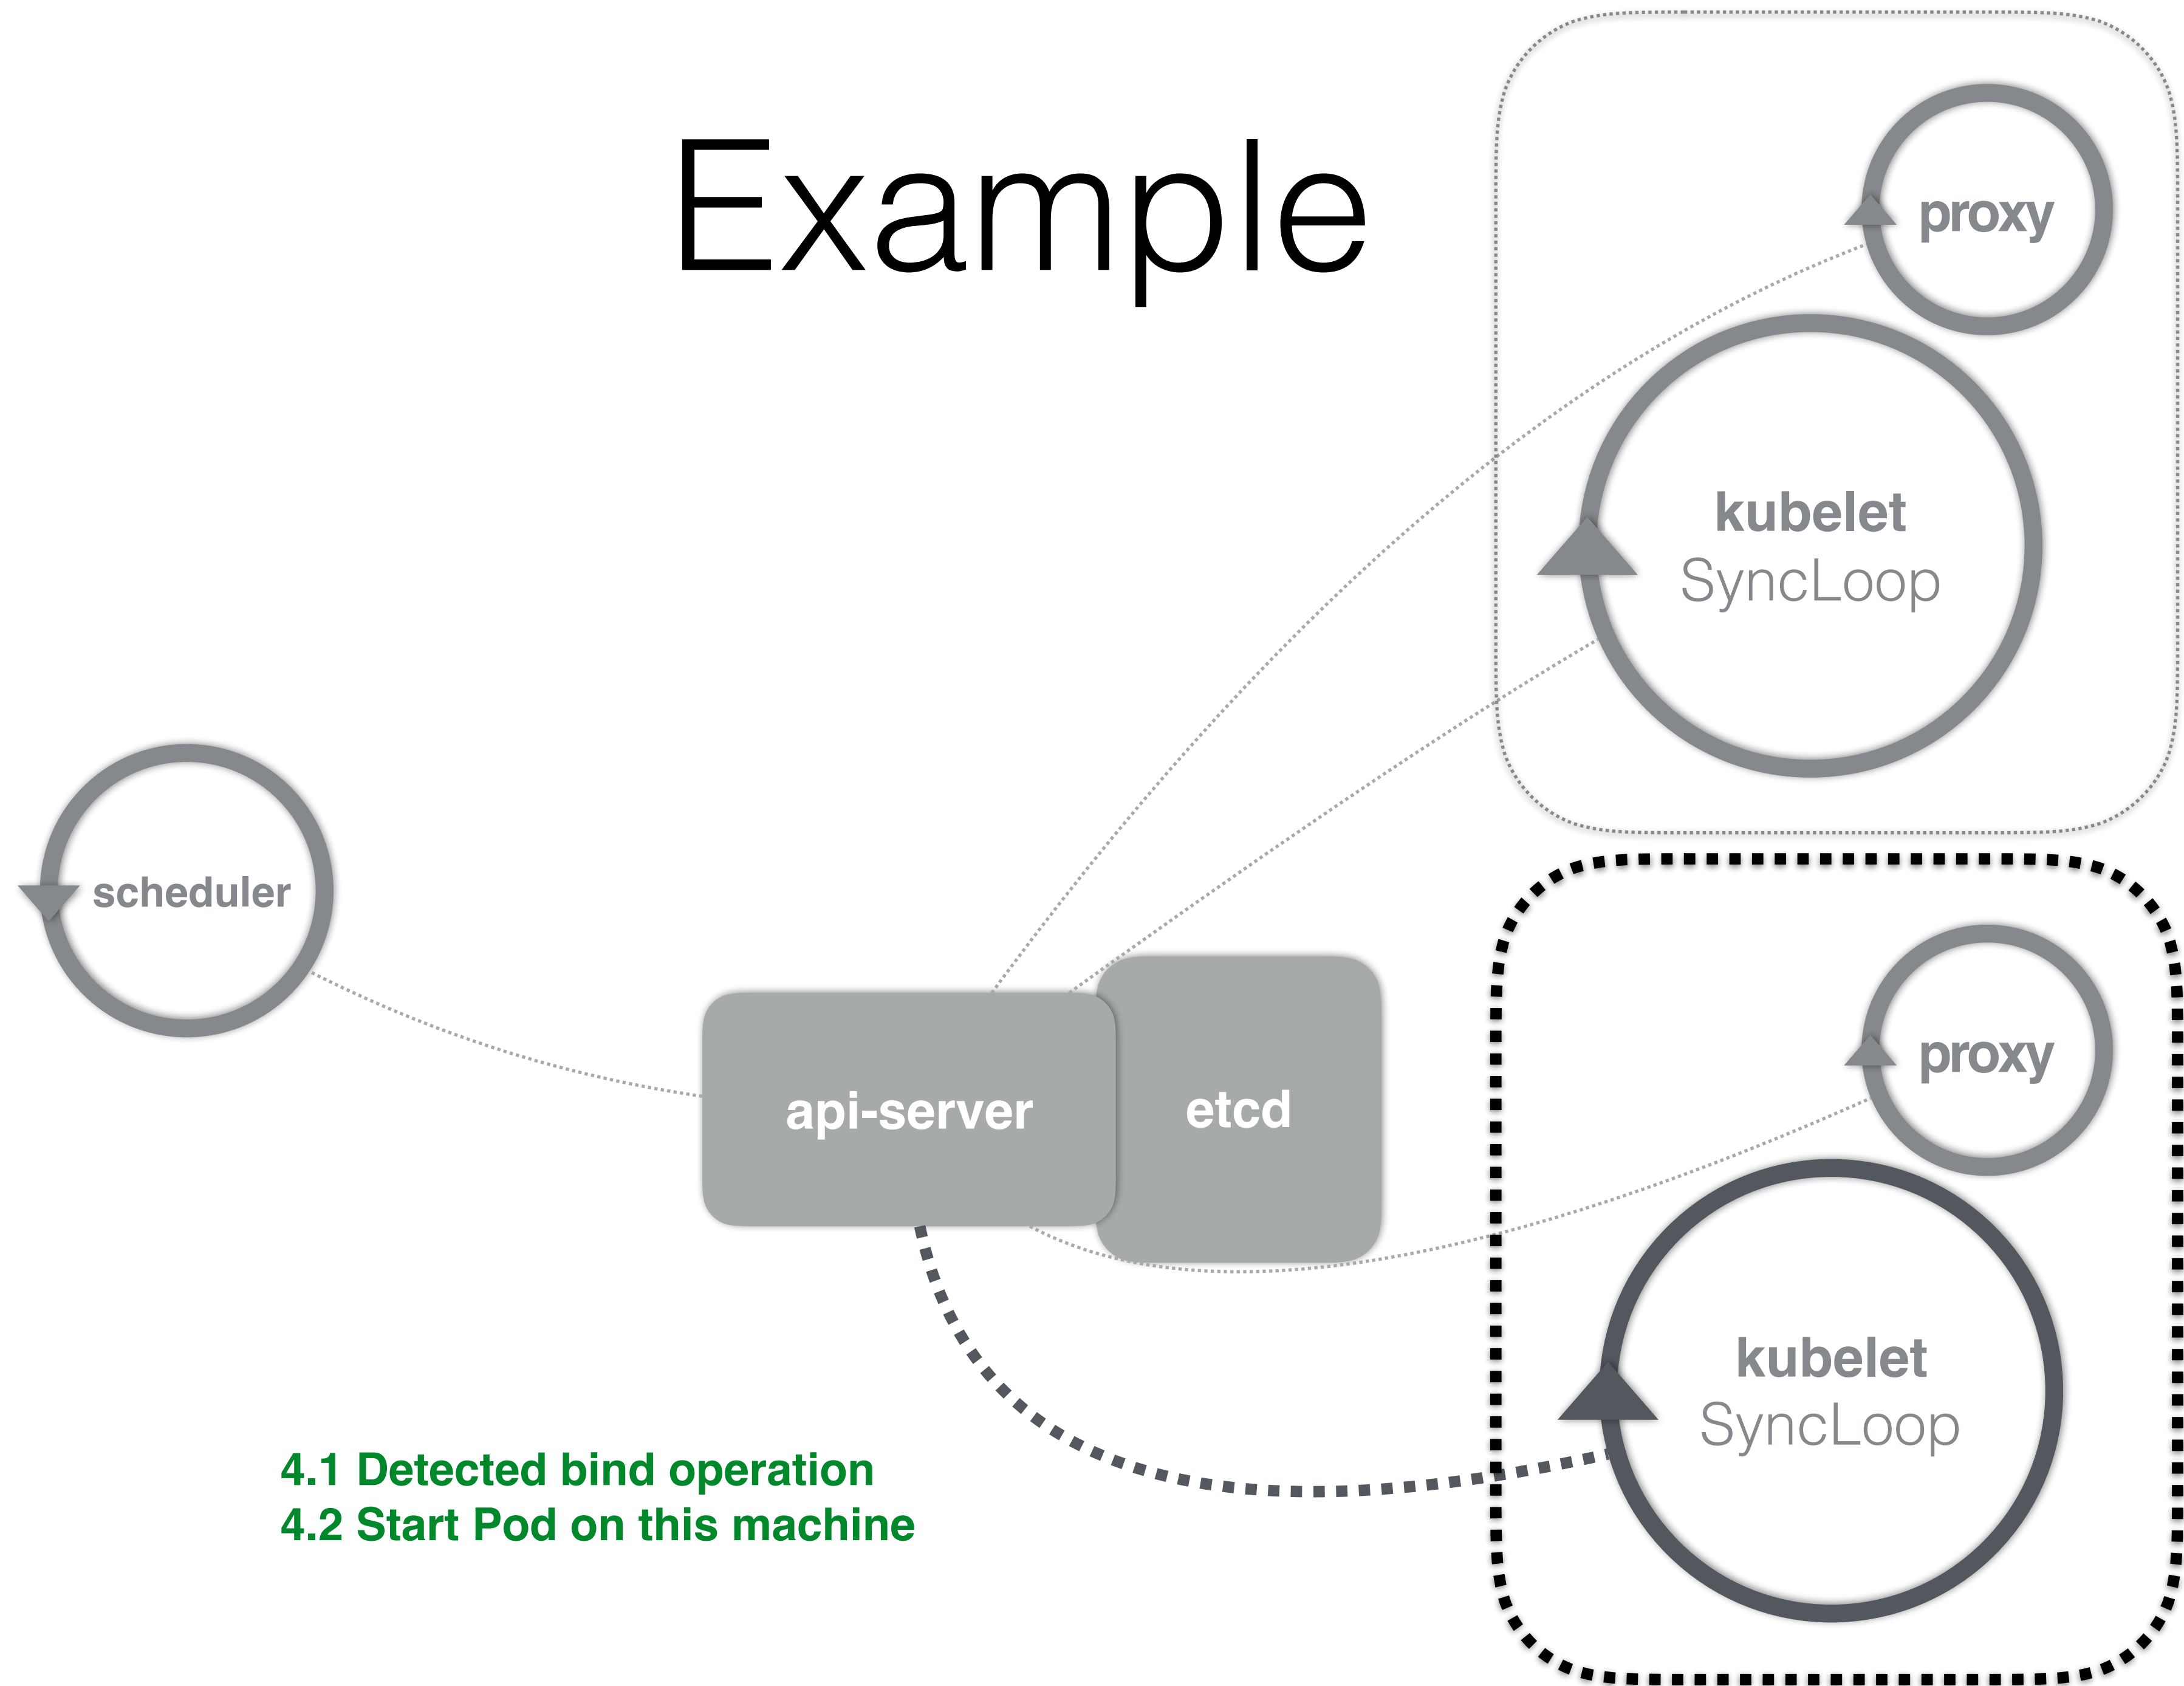 Example
proxy
kubelet
SyncLoop
scheduler
api-server
etcd
proxy
kubelet
SyncLoop
4.1 Detected bind operation
4.2 Start Pod on this machine